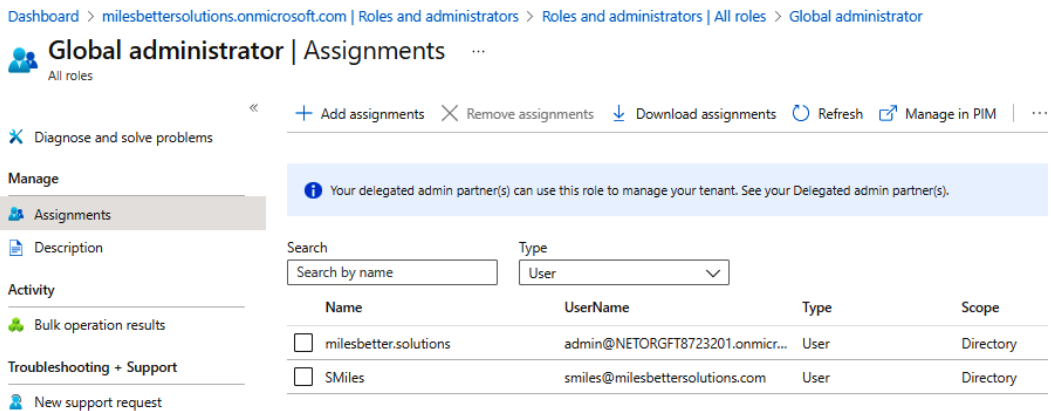 Dashboard > milesbettersolutions.onmicrosoft.com | Roles and administrators > Roles and administrators | All roles > Global administrator
Global administrator | Assignments ...
All roles
«
Diagnose and solve problems
Manage
Assignments
Description
Activity
Bulk operation results
Troubleshooting + Support
New support request
Add assignments Remove assignments Download assignments Refresh Manage in PIM | ...
Your delegated admin partner(s) can use this role to manage your tenant. See your Delegated admin partner(s).
Search Type
Search by name User
Name UserName Type Scope
milesbetter.solutions admin@NETORGFT8723201.onmicr... User Directory
SMiles smiles@milesbettersolutions.com User Directory